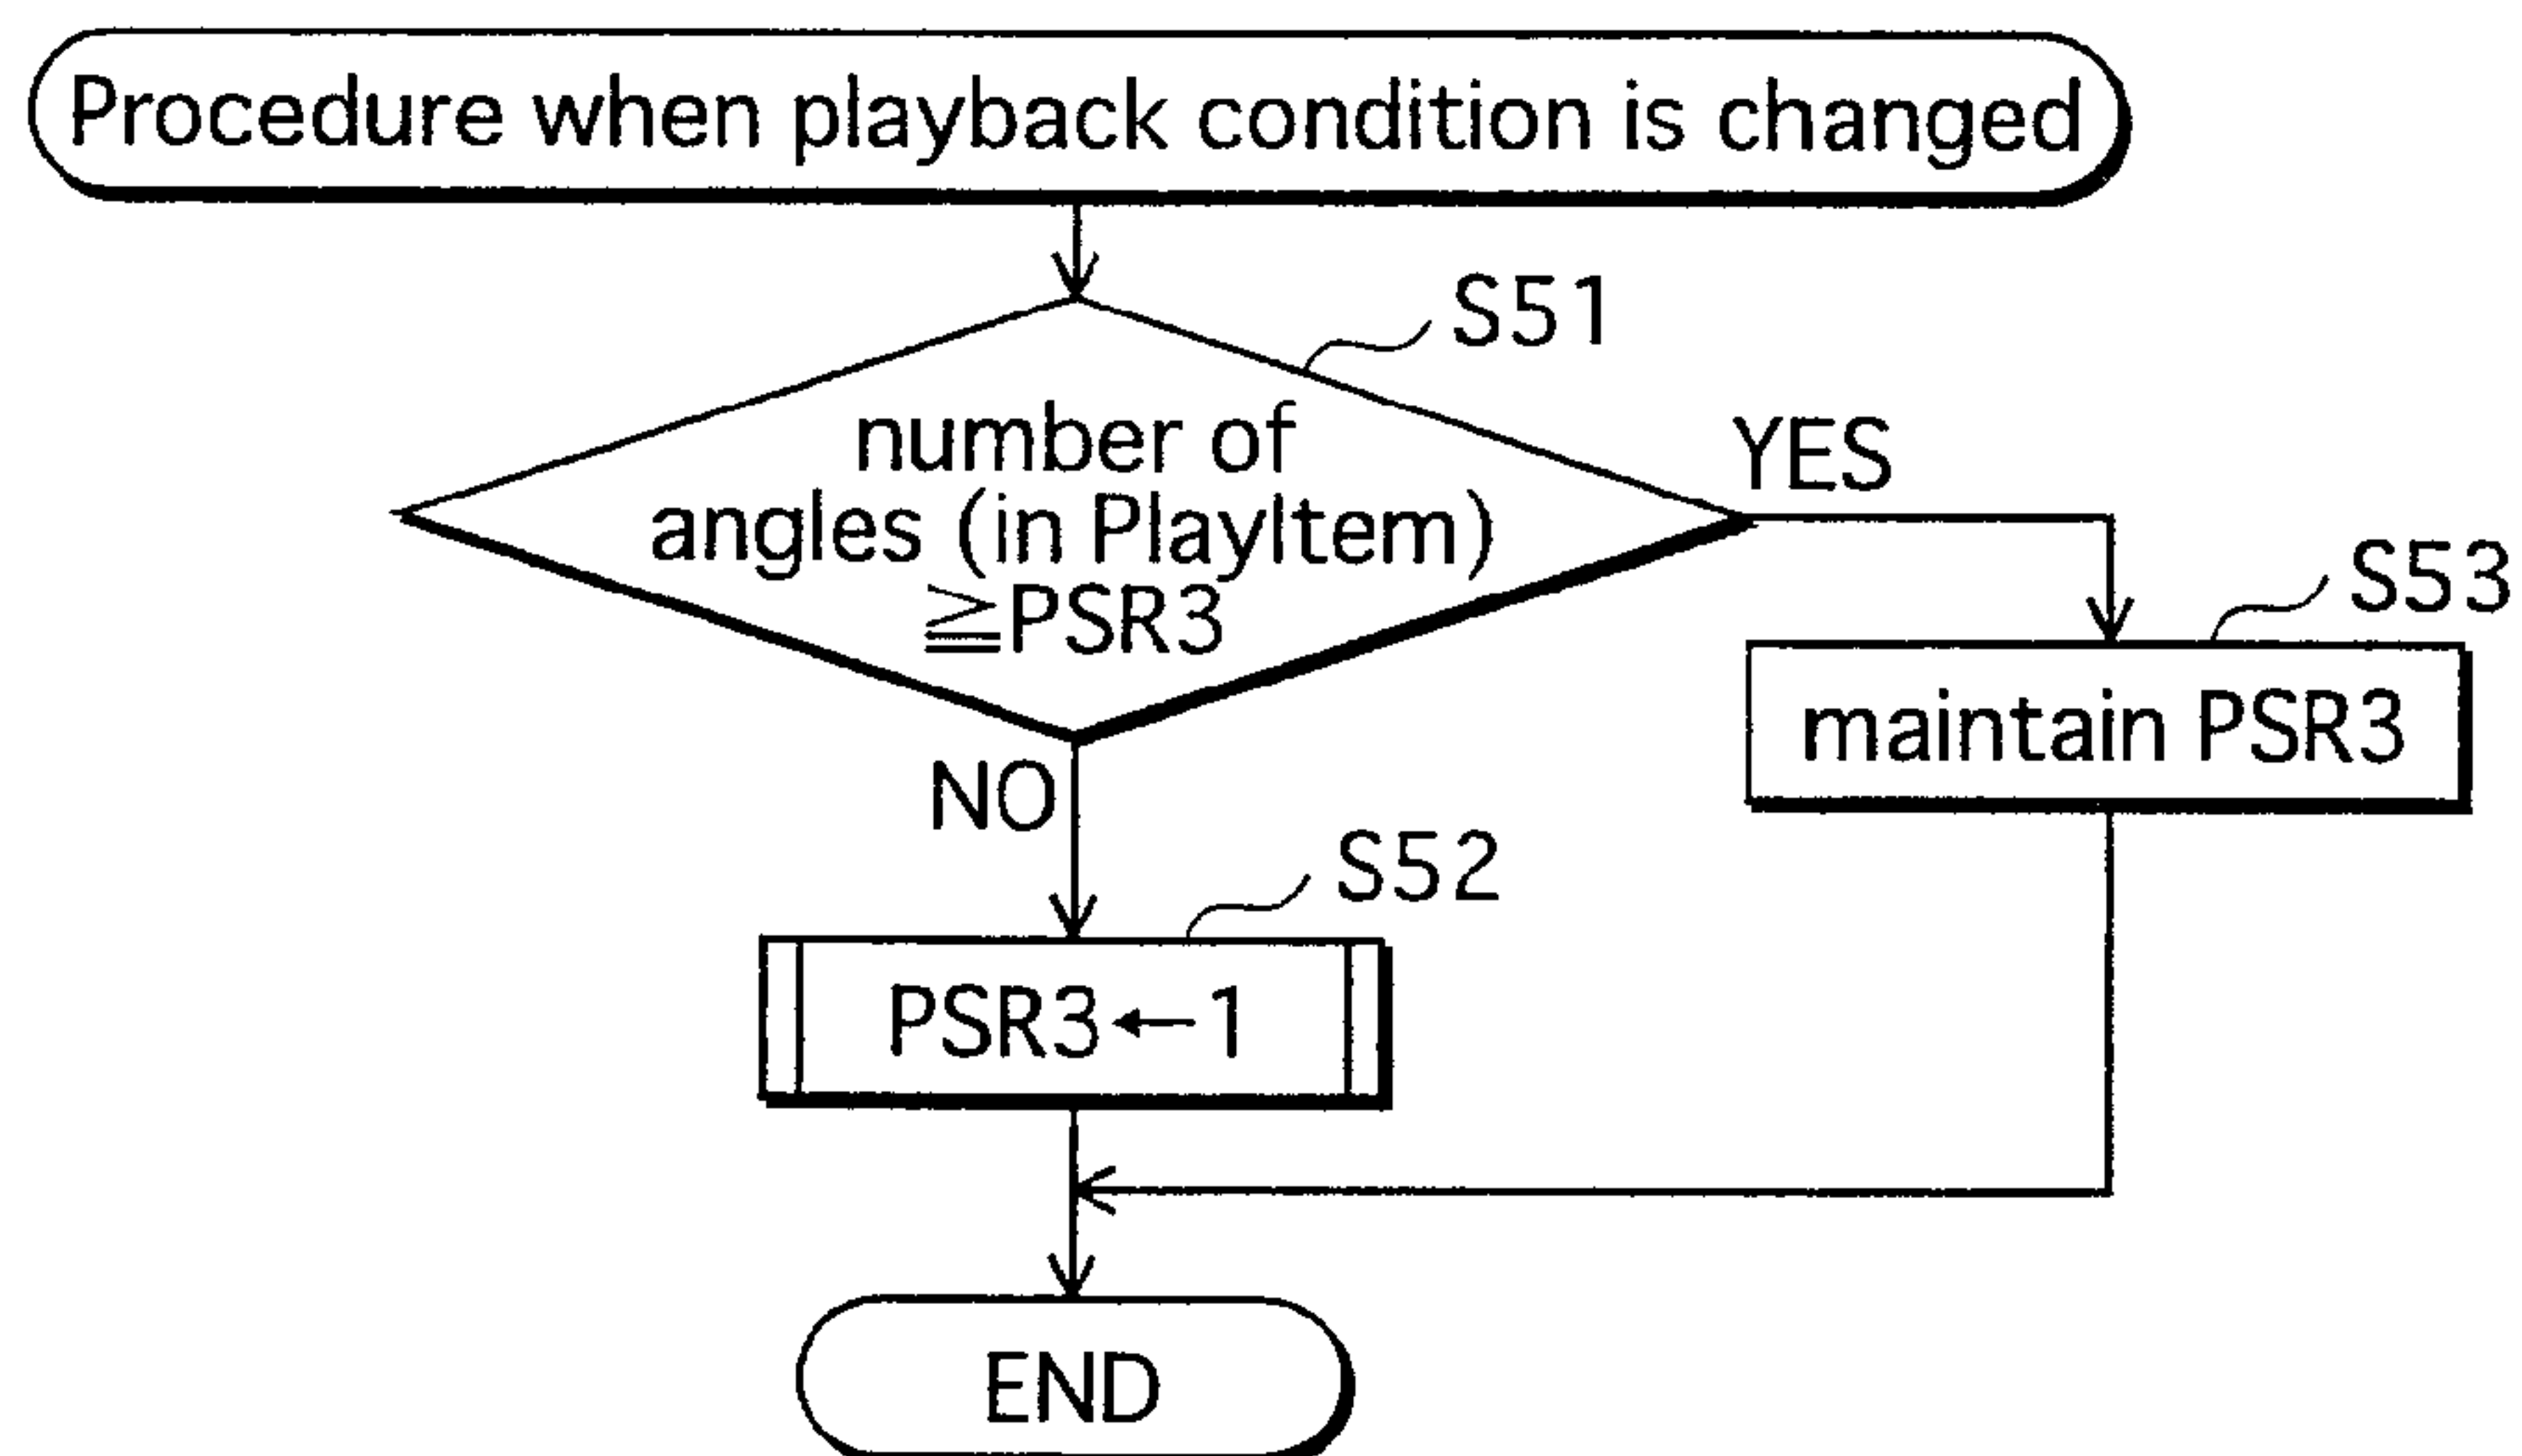 Procedure when playback condition is changed
S51
number of
angles (in PlayItem)
≧PSR3
YES
S53
maintain PSR3
NO
S52
PSR3←1
END